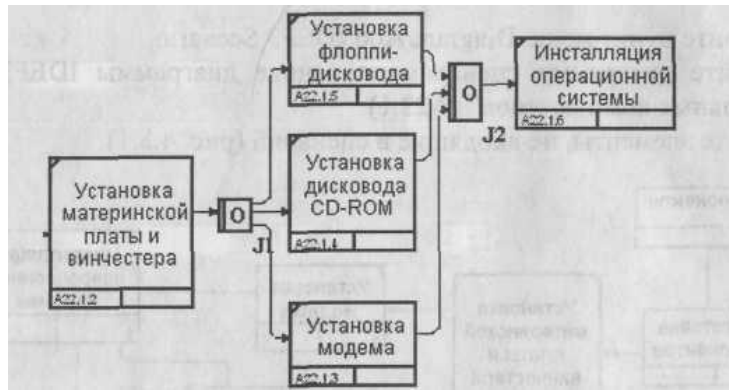 Установка
флоппи-
дисковода
A22.1.5
Инсталляция
операционной
системы
A22.1.6
O
J2
Установка
материнской
платы и
винчестера
A22.1.2
O
J1
Установка
дисковода
CD-ROM
A22.1.4
Установка
модема
A22.1.3